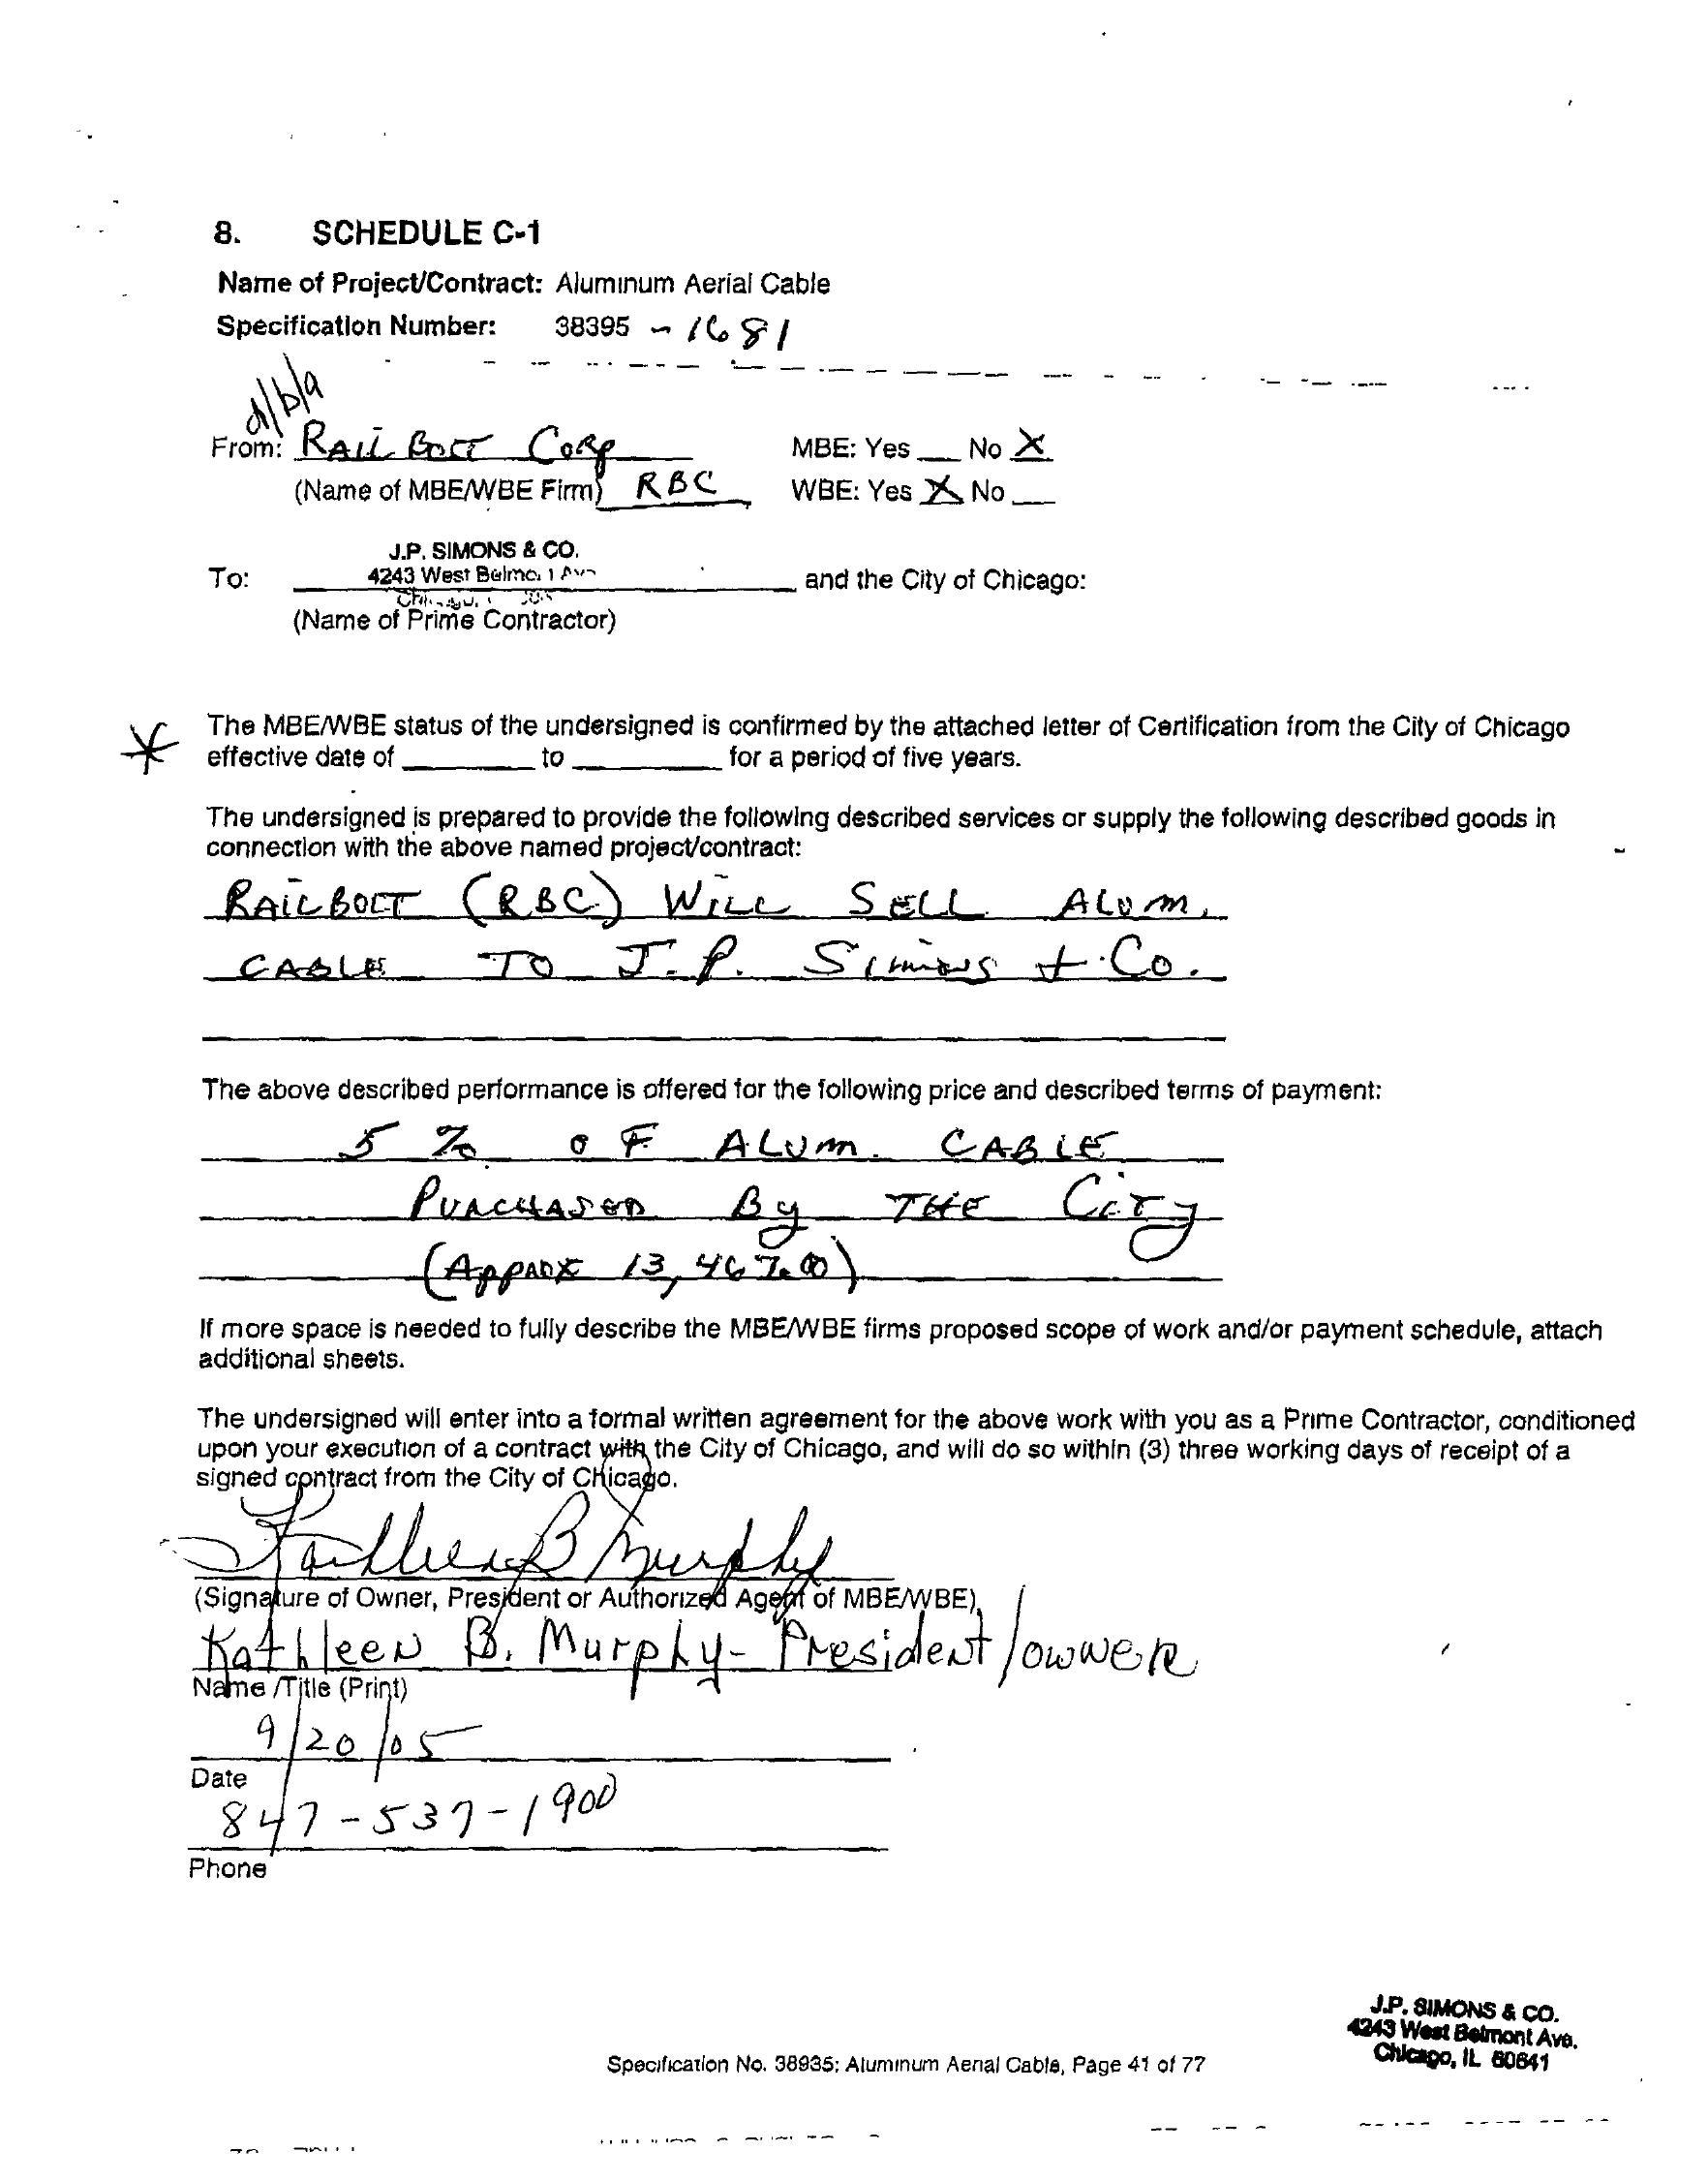 8. SCHEDULE C-1
Name of Project/Contract: Aluminum Aerial Cable
Specification Number: 38395 - 1681
d/b/a
From: RAIL BOLT CORP MBE: Yes __ No X
(Name of MBE/WBE Firm) RBC WBE: Yes X No __
J.P. SIMONS & CO.
To: 4243 West Belmont Ave and the City of Chicago:
(Name of Prime Contractor)
* The MBE/WBE status of the undersigned is confirmed by the attached letter of Certification from the City of Chicago
effective date of ________ to ________ for a period of five years.
The undersigned is prepared to provide the following described services or supply the following described goods in
connection with the above named project/contract:
RAILBOLT (RBC) WILL SELL ALUM.
CABLE TO J.P. SIMONS + Co.
The above described performance is offered for the following price and described terms of payment:
5 % OF ALUM. CABLE
PURCHASED By THE CITy
(APPROX 13,467.00)
If more space is needed to fully describe the MBE/WBE firms proposed scope of work and/or payment schedule, attach
additional sheets.
The undersigned will enter into a formal written agreement for the above work with you as a Prime Contractor, conditioned
upon your execution of a contract with the City of Chicago, and will do so within (3) three working days of receipt of a
signed contract from the City of Chicago.
Kathleen B Murphy
(Signature of Owner, President or Authorized Agent of MBE/WBE)
Kathleen B. Murphy - President/owner
Name /Title (Print)
9/20/05
Date
847-537-1900
Phone
J.P. SIMONS & CO.
4243 West Belmont Ave.
Chicago, IL 60641
Specification No. 38935; Aluminum Aerial Cable, Page 41 of 77